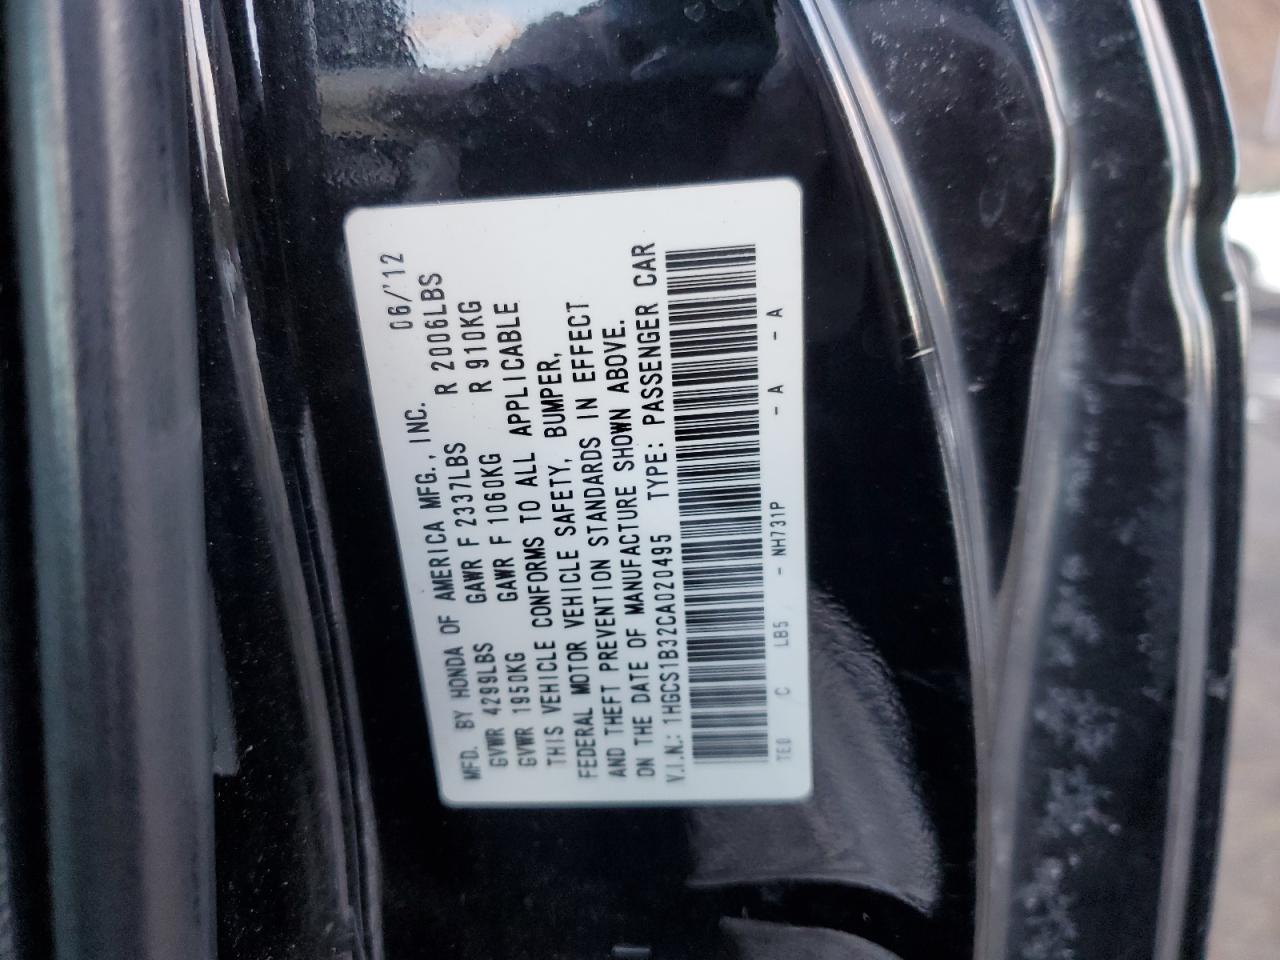 MFD. BY HONDA OF AMERICA MFG., INC. 06/'12
GVWR 4299LBS GAWR F 2337LBS R 2006LBS
GVWR 1950KG GAWR F 1060KG R 910KG
THIS VEHICLE CONFORMS TO ALL APPLICABLE
FEDERAL MOTOR VEHICLE SAFETY, BUMPER,
AND THEFT PREVENTION STANDARDS IN EFFECT
ON THE DATE OF MANUFACTURE SHOWN ABOVE.
V.I.N.: 1HGCS1B32CA020495 TYPE: PASSENGER CAR
TE0 C LB5 - NH731P - A - A